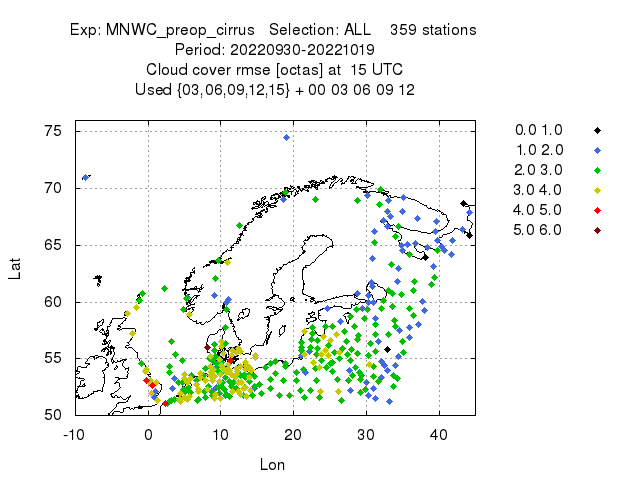 Exp: MNWC_preop_cirrus   Selection: ALL    359 stations
Period: 20220930-20221019
Cloud cover rmse [octas] at  15 UTC
Used {03,06,09,12,15} + 00 03 06 09 12
0.0 1.0
1.0 2.0
2.0 3.0
3.0 4.0
4.0 5.0
5.0 6.0
75
70
65
60
55
50
Lat
-10 0 10 20 30 40
Lon